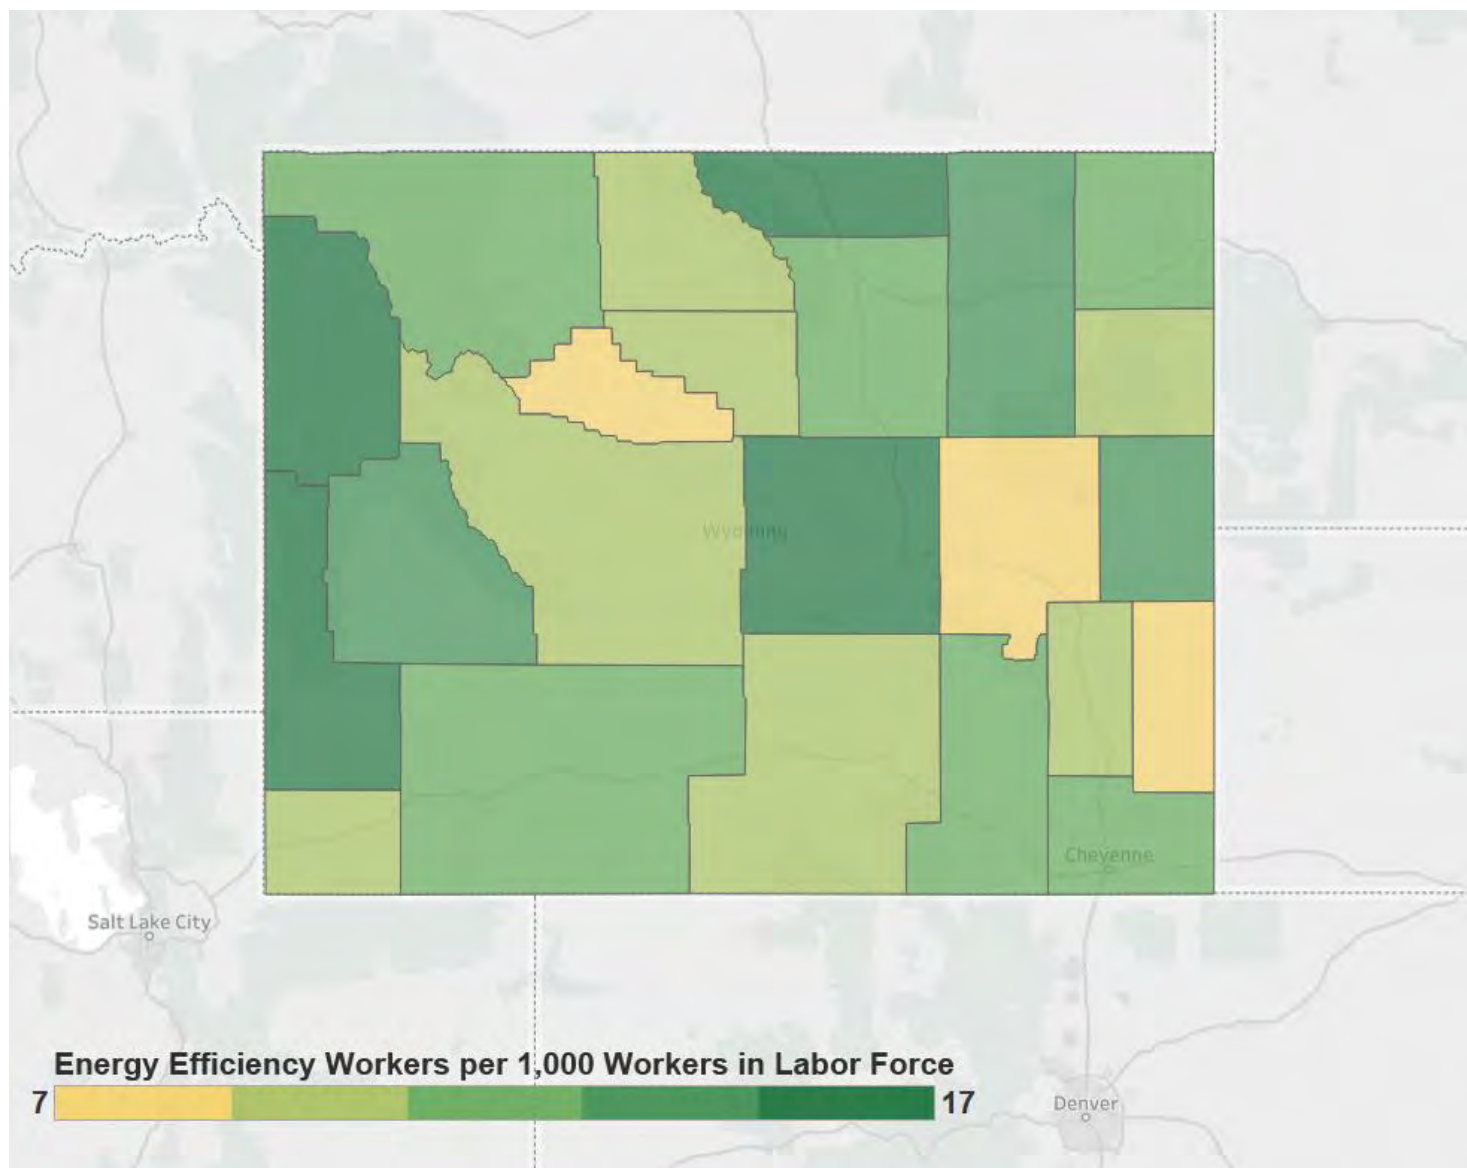 Wyoming
Cheyenne
Salt Lake City
Energy Efficiency Workers per 1,000 Workers in Labor Force
7
17
Denver